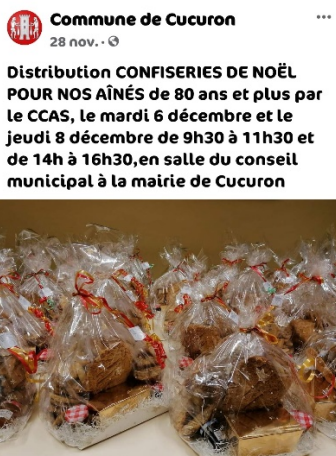 Commune de Cucuron
28 nov. ·
Distribution CONFISERIES DE NOËL
POUR NOS AÎNÉS de 80 ans et plus par
le CCAS, le mardi 6 décembre et le
jeudi 8 décembre de 9h30 à 11h30 et
de 14h à 16h30,en salle du conseil
municipal à la mairie de Cucuron